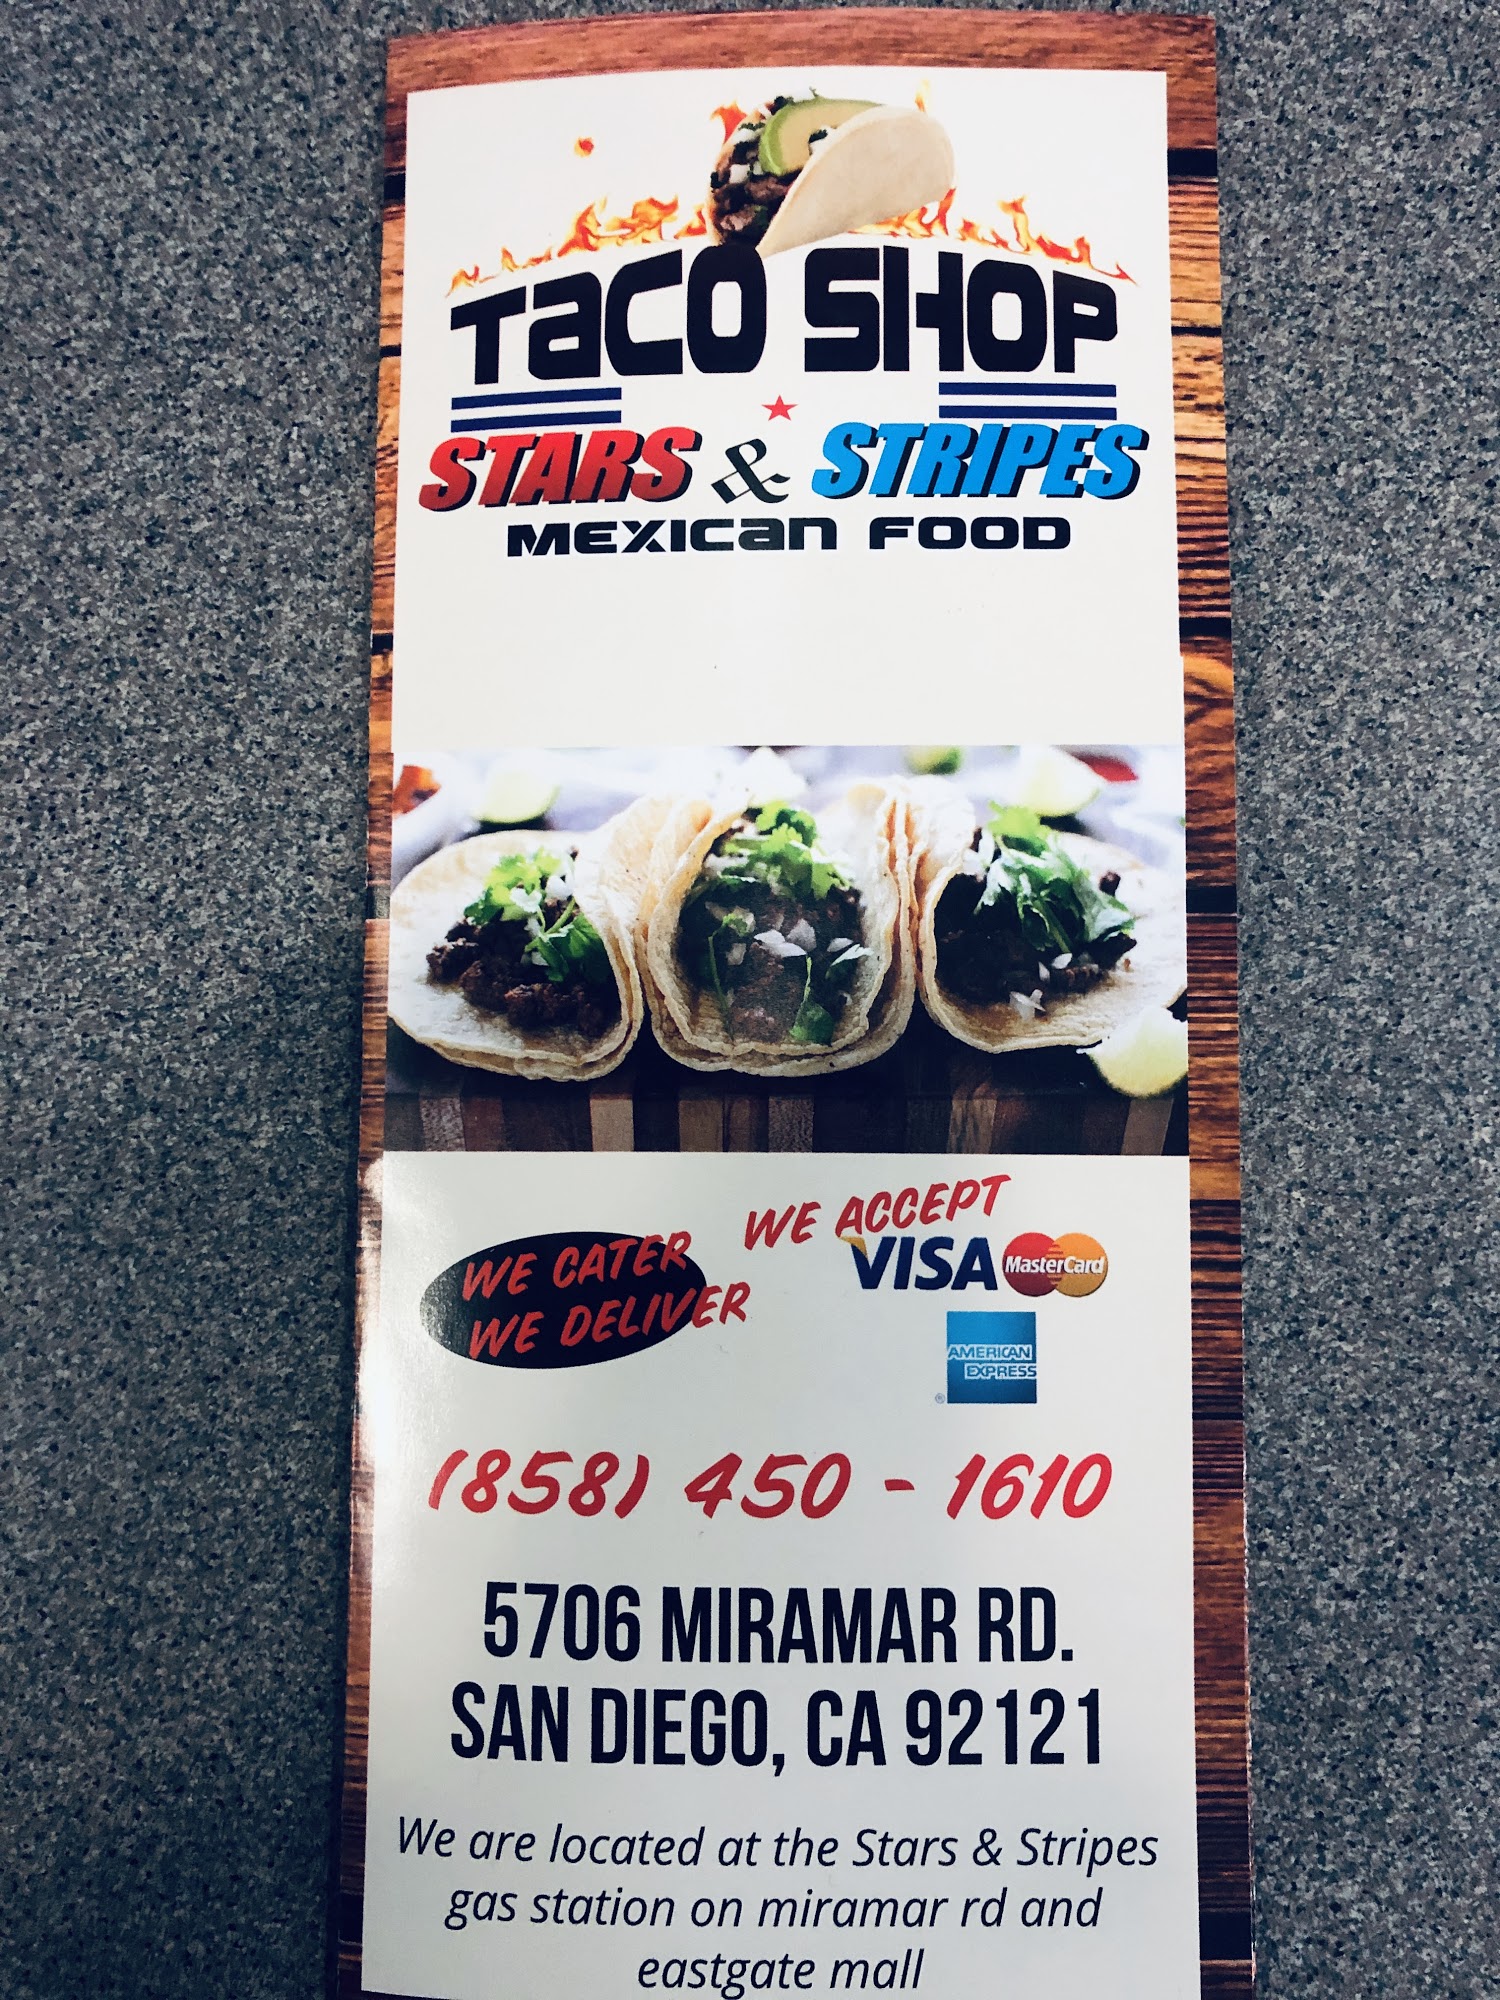 Taco SHOP
STARS & STRIPES
MEXICan FOOD
WE CATER
WE DELIVER
WE ACCEPT
VISA MasterCard
AMERICAN
EXPRESS
®
(858) 450 - 1610
5706 MIRAMAR RD.
SAN DIEGO, CA 92121
We are located at the Stars & Stripes
gas station on miramar rd and
eastgate mall